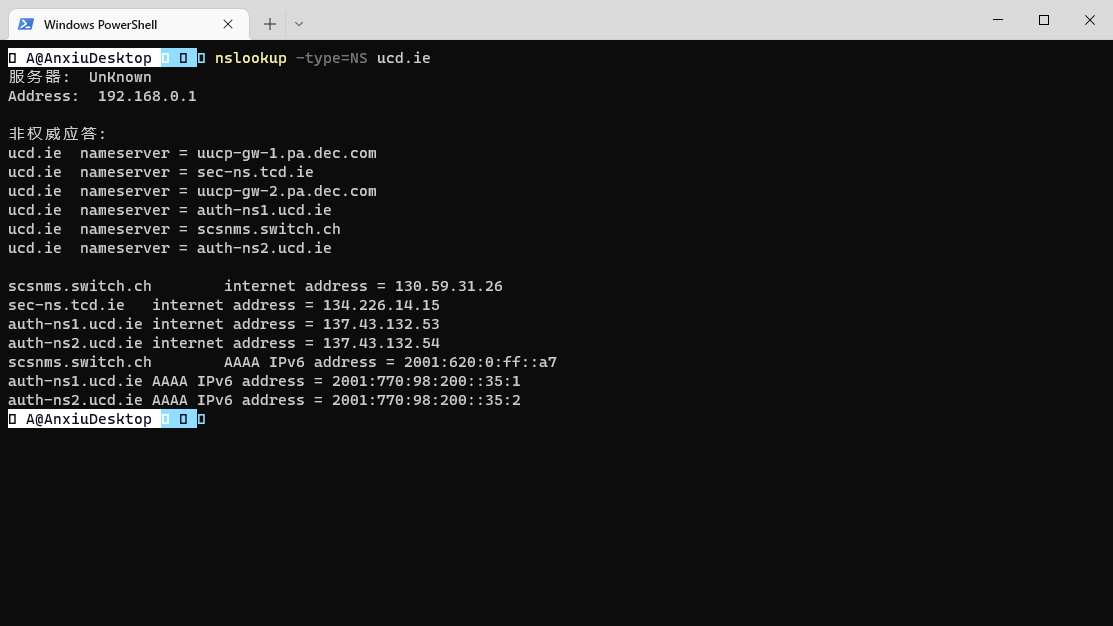 Windows PowerShell
A@AnxiuDesktop nslookup -type=NS ucd.ie
服务器:  UnKnown
Address:  192.168.0.1
非权威应答:
ucd.ie  nameserver = uucp-gw-1.pa.dec.com
ucd.ie  nameserver = sec-ns.tcd.ie
ucd.ie  nameserver = uucp-gw-2.pa.dec.com
ucd.ie  nameserver = auth-ns1.ucd.ie
ucd.ie  nameserver = scsnms.switch.ch
ucd.ie  nameserver = auth-ns2.ucd.ie
scsnms.switch.ch        internet address = 130.59.31.26
sec-ns.tcd.ie   internet address = 134.226.14.15
auth-ns1.ucd.ie internet address = 137.43.132.53
auth-ns2.ucd.ie internet address = 137.43.132.54
scsnms.switch.ch        AAAA IPv6 address = 2001:620:0:ff::a7
auth-ns1.ucd.ie AAAA IPv6 address = 2001:770:98:200::35:1
auth-ns2.ucd.ie AAAA IPv6 address = 2001:770:98:200::35:2
A@AnxiuDesktop